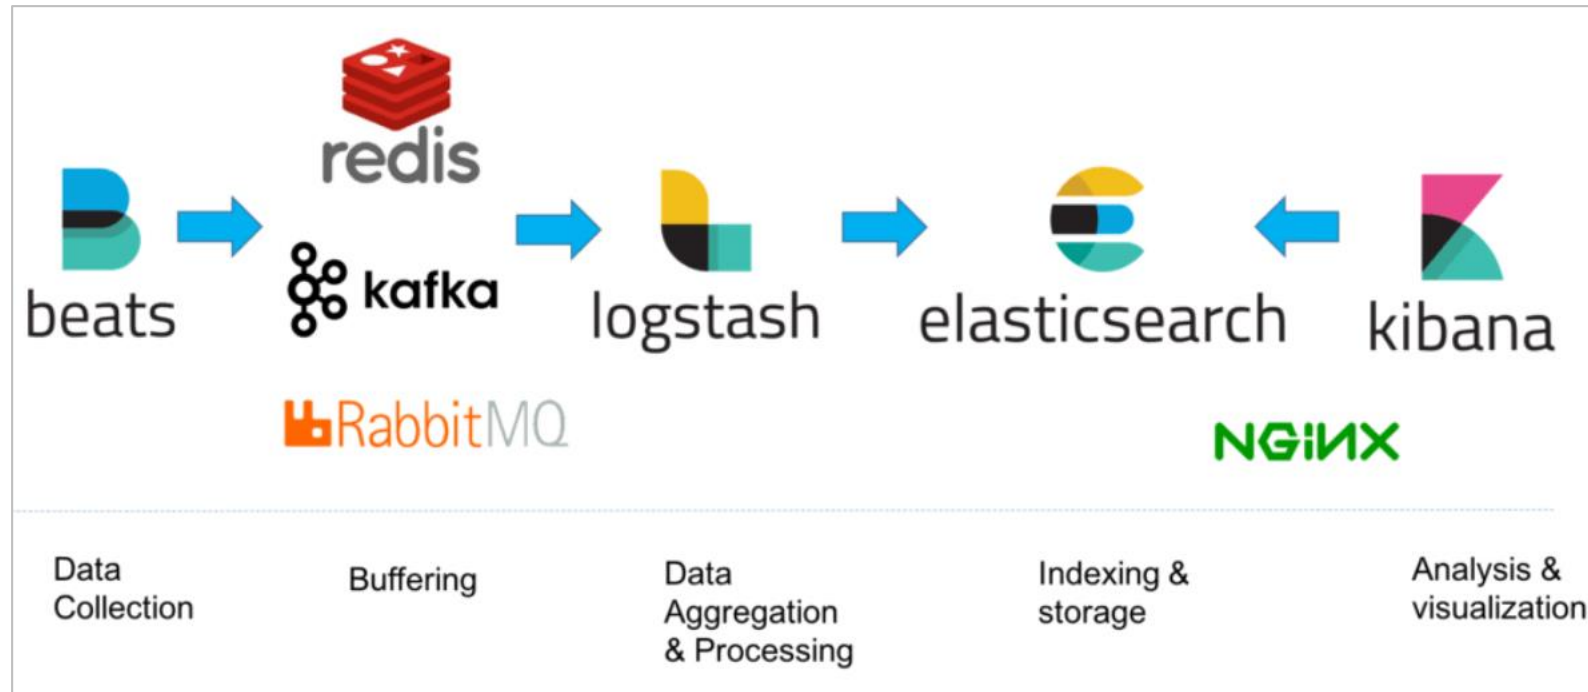 redis
beats
kafka
logstash
elasticsearch
kibana
RabbitMQ
NGINX
Data
Collection
Buffering
Data
Aggregation
& Processing
Indexing &
storage
Analysis &
visualization